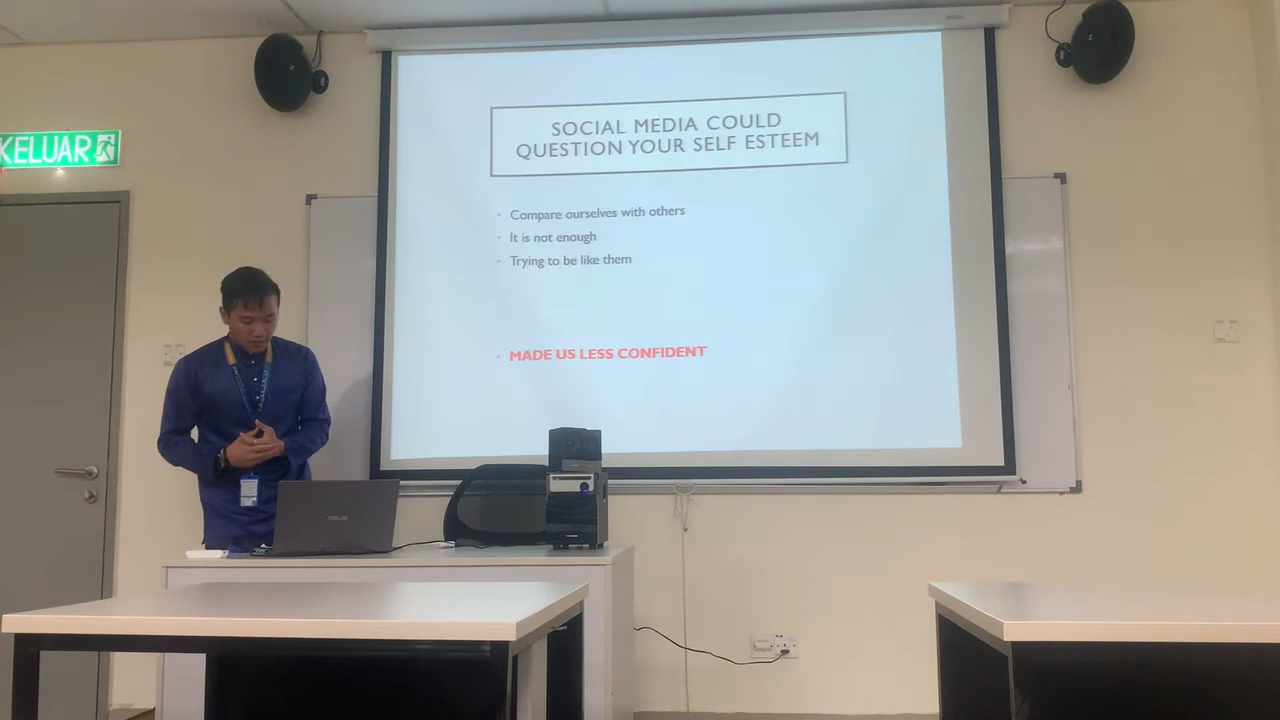 KELUAR
SOCIAL MEDIA COULD
QUESTION YOUR SELF ESTEEM
• Compare ourselves with others
• It is not enough
• Trying to be like them
• MADE US LESS CONFIDENT
ASUS